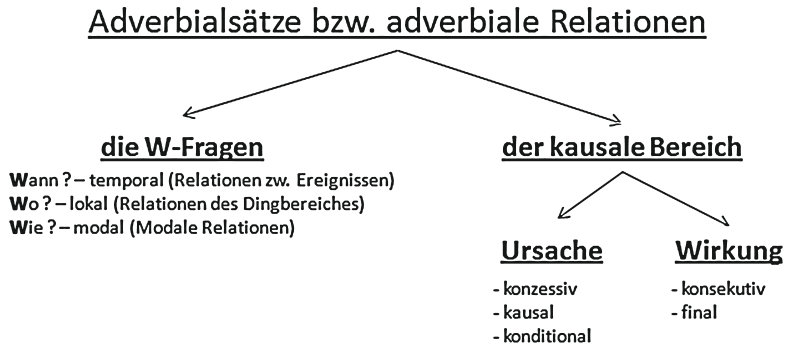 Adverbialsätze bzw. adverbiale Relationen
die W-Fragen
Wann ? – temporal (Relationen zw. Ereignissen)
Wo ? – lokal (Relationen des Dingbereiches)
Wie ? – modal (Modale Relationen)
der kausale Bereich
Ursache
- konzessiv
- kausal
- konditional
Wirkung
- konsekutiv
- final